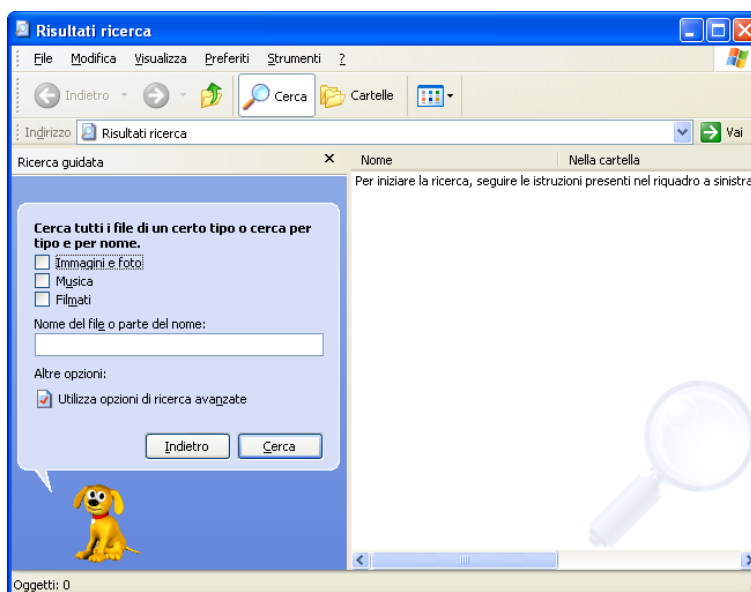 Risultati ricerca
File Modifica Visualizza Preferiti Strumenti ?
Indietro Cerca Cartelle
Indirizzo Risultati ricerca Vai
Ricerca guidata
Nome Nella cartella
Per iniziare la ricerca, seguire le istruzioni presenti nel riquadro a sinistra
Cerca tutti i file di un certo tipo o cerca per
tipo e per nome.
Immagini e foto
Musica
Filmati
Nome del file o parte del nome:
Altre opzioni:
Utilizza opzioni di ricerca avanzate
Indietro Cerca
Oggetti: 0